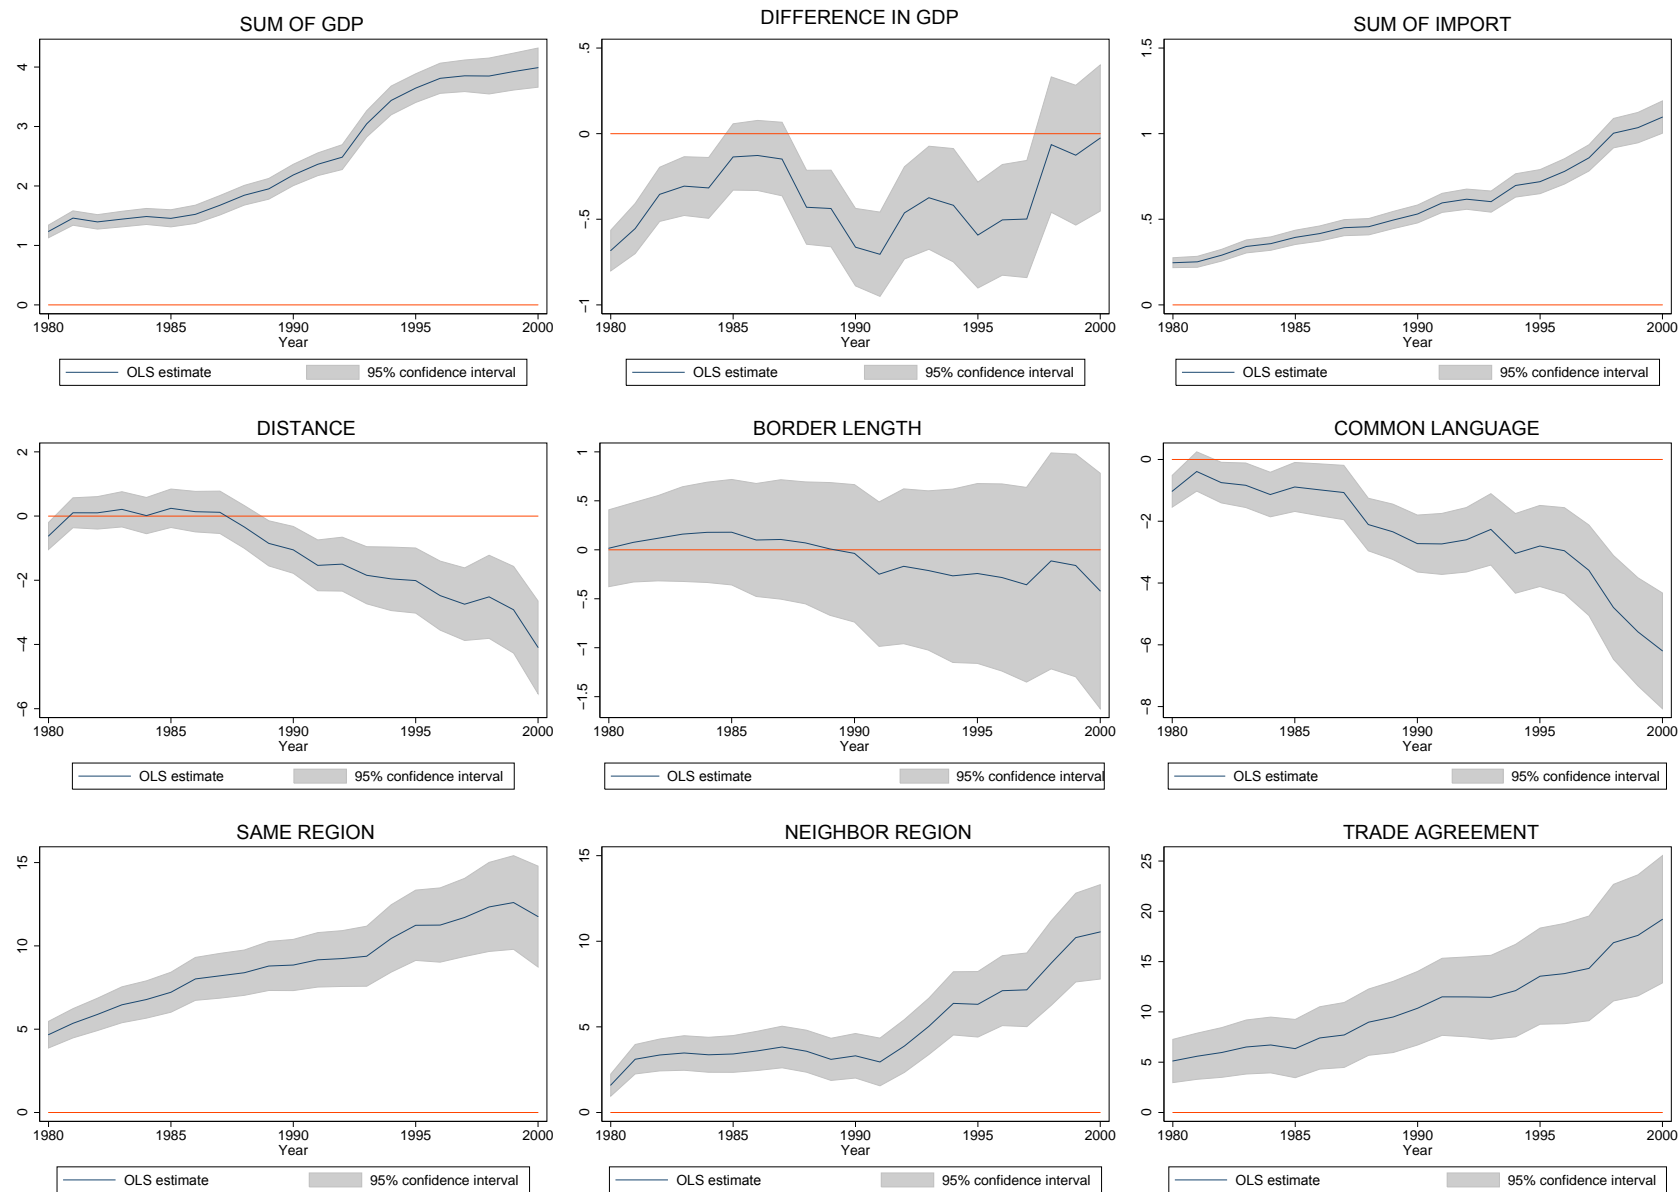 SUM OF GDP
4
3
2
1
0
1980 1985 1990 1995 2000
Year
OLS estimate 95% confidence interval
DIFFERENCE IN GDP
.5
0
-.5
-1
1980 1985 1990 1995 2000
Year
OLS estimate 95% confidence interval
SUM OF IMPORT
1.5
1
.5
0
1980 1985 1990 1995 2000
Year
OLS estimate 95% confidence interval
DISTANCE
2
0
-2
-4
-6
1980 1985 1990 1995 2000
Year
OLS estimate 95% confidence interval
BORDER LENGTH
1
.5
0
-.5
-1
-1.5
1980 1985 1990 1995 2000
Year
OLS estimate 95% confidence interval
COMMON LANGUAGE
0
-2
-4
-6
-8
1980 1985 1990 1995 2000
Year
OLS estimate 95% confidence interval
SAME REGION
15
10
5
0
1980 1985 1990 1995 2000
Year
OLS estimate 95% confidence interval
NEIGHBOR REGION
15
10
5
0
1980 1985 1990 1995 2000
Year
OLS estimate 95% confidence interval
TRADE AGREEMENT
25
20
15
10
5
0
1980 1985 1990 1995 2000
Year
OLS estimate 95% confidence interval